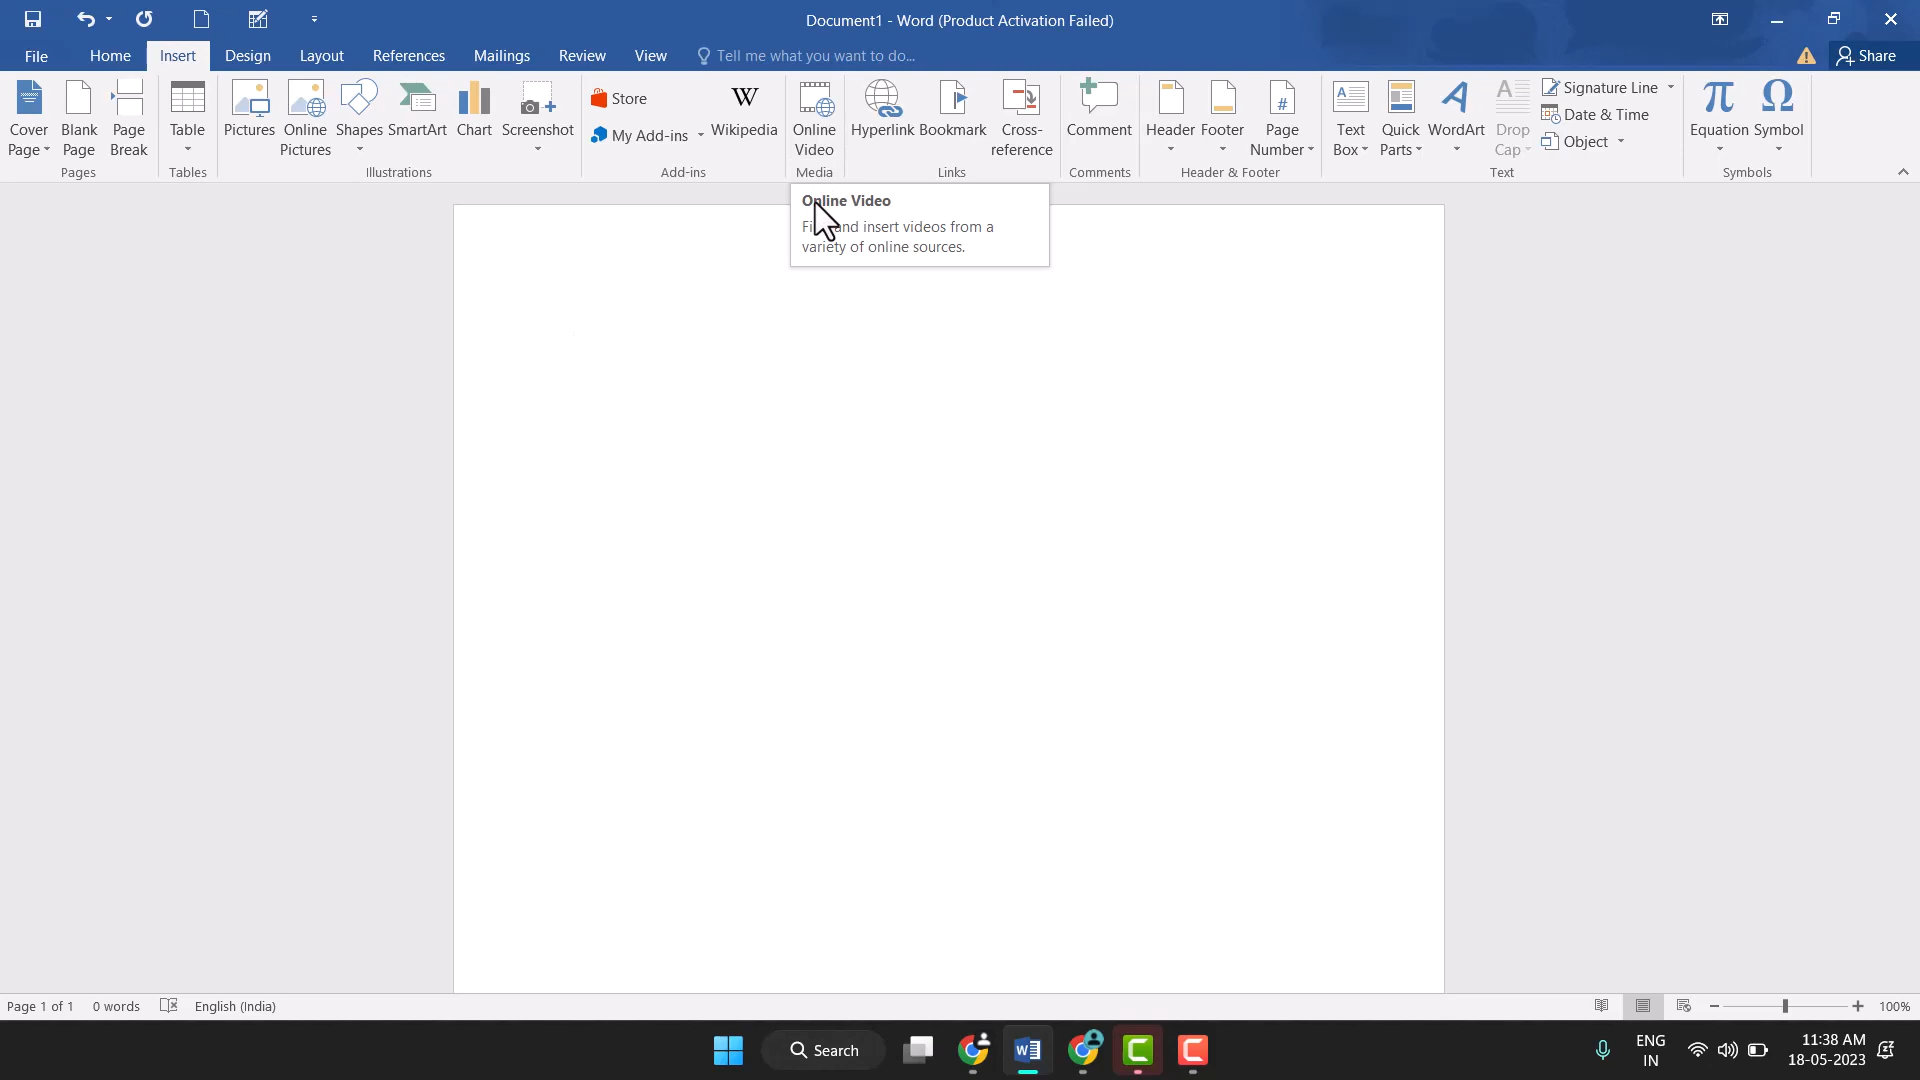 Document1 - Word (Product Activation Failed)
File Home Insert Design Layout References Mailings Review View Tell me what you want to do... Share
Cover Page
Blank Page
Page Break
Pages
Table
Tables
Pictures
Online Pictures
Shapes
SmartArt
Chart
Screenshot
Illustrations
Store
My Add-ins
W Wikipedia
Add-ins
Online Video
Media
Hyperlink
Bookmark
Cross-reference
Links
Comment
Comments
Header
Footer
# Page Number
Header & Footer
Text Box
Quick Parts
WordArt
Drop Cap
Signature Line
Date & Time
Object
Text
π Equation
Ω Symbol
Symbols
Online Video
and insert videos from a
variety of online sources.
Page 1 of 1 0 words English (India) 100%
Search
ENG
IN
11:38 AM
18-05-2023